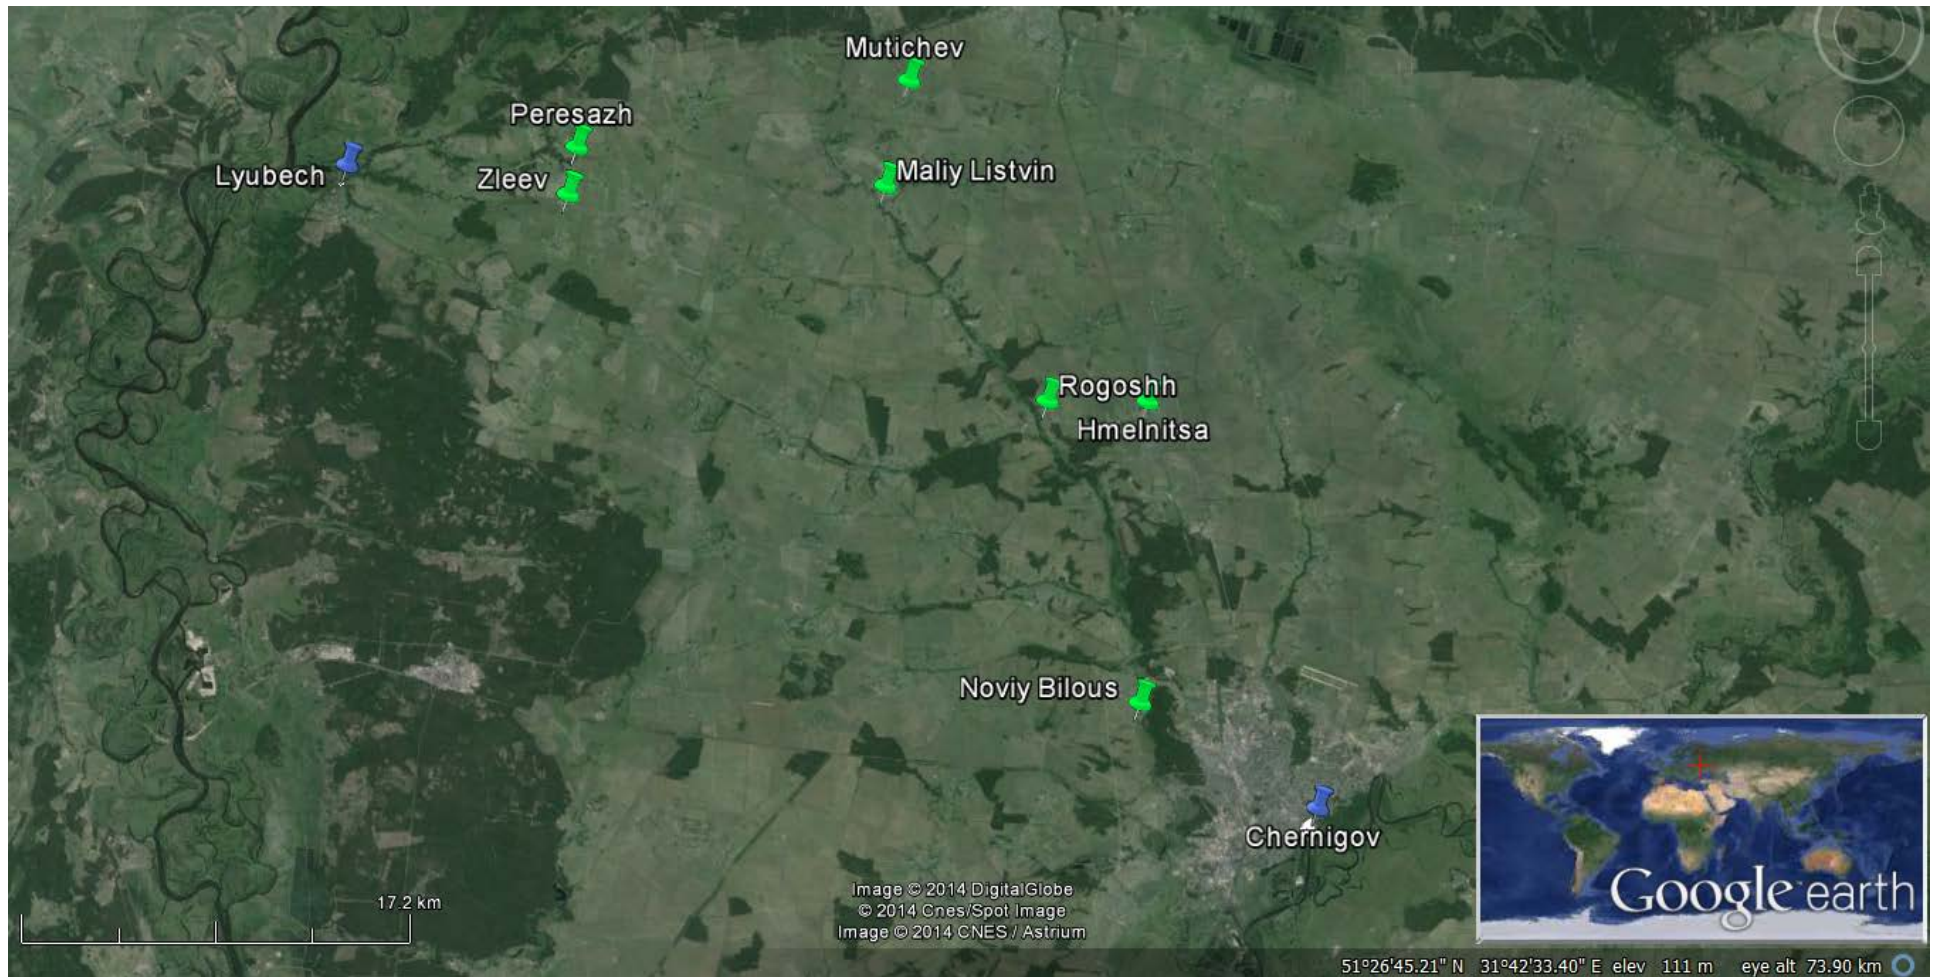 Mutichev
Peresazh
Lyubech
Zleev
Maliy Listvin
Rogoshh
Hmelnitsa
Noviy Bilous
Chernigov
17.2 km
Image © 2014 DigitalGlobe
© 2014 Cnes/Spot Image
Image © 2014 CNES / Astrium
Google earth
51°26'45.21" N 31°42'33.40" E elev 111 m eye alt 73.90 km